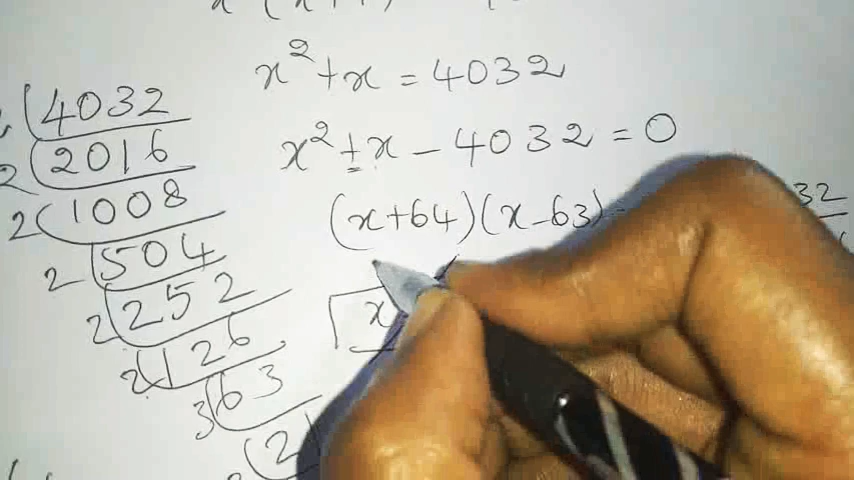 x² + x = 4032
x² + x - 4032 = 0
(x + 64)(x - 63)
x
4032
2 2016
2 1008
2 504
2 252
2 126
3 63
32